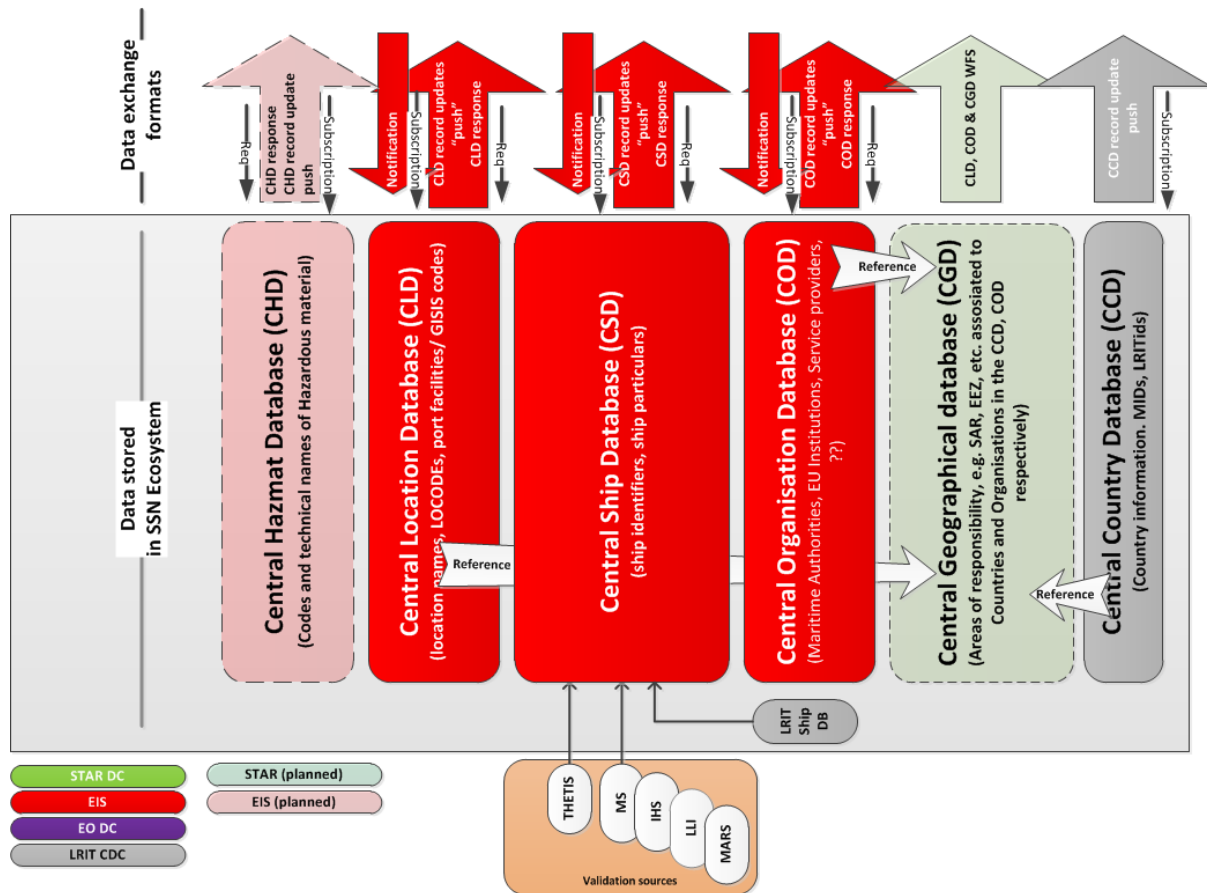 Data exchange
formats
Req
CHD response
CHD record update
push
Subscription
Notification
Subscription
CLD record updates
"push"
CLD response
Req
Notification
Subscription
CSD record updates
"push"
CSD response
Req
Notification
Subscription
COD record updates
"push"
COD response
Req
CLD, COD & CGD WFS
CCD record update
push
Subscription
Data stored
in SSN Ecosystem
Central Hazmat Database (CHD)
(Codes and technical names of Hazardous material)
Central Location Database (CLD)
(location names, LOCODEs, port facilities/ GISIS codes)
Central Ship Database (CSD)
(ship identifiers, ship particulars)
Central Organisation Database (COD)
(Maritime Authorities, EU Institutions, Service providers,
??)
Central Geographical database (CGD)
(Areas of responsibility, e.g. SAR, EEZ, etc. assosiated to
Countries and Organisations in the CCD, COD
respectively)
Central Country Database (CCD)
(Country information. MIDs, LRITids)
Reference
Reference
Reference
LRIT
Ship
DB
STAR DC
EIS
EO DC
LRIT CDC
STAR (planned)
EIS (planned)
THETIS
MS
IHS
LLI
MARS
Validation sources